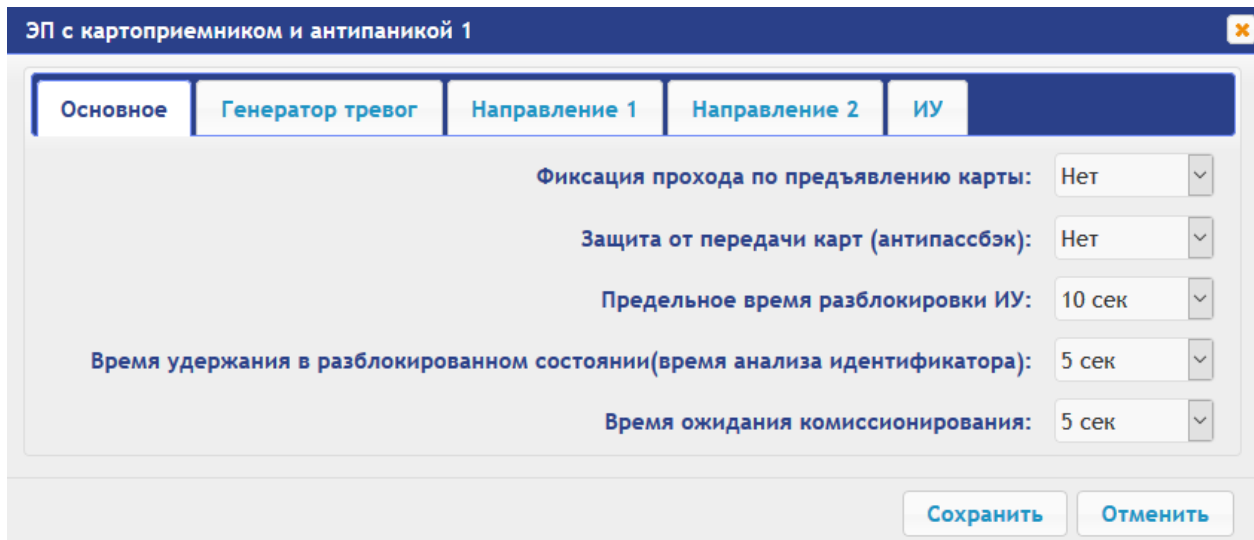 ЭП с картоприемником и антипаникой 1
Основное Генератор тревог Направление 1 Направление 2 ИУ
Фиксация прохода по предъявлению карты: Нет
Защита от передачи карт (антипассбэк): Нет
Предельное время разблокировки ИУ: 10 сек
Время удержания в разблокированном состоянии(время анализа идентификатора): 5 сек
Время ожидания комиссионирования: 5 сек
Сохранить Отменить